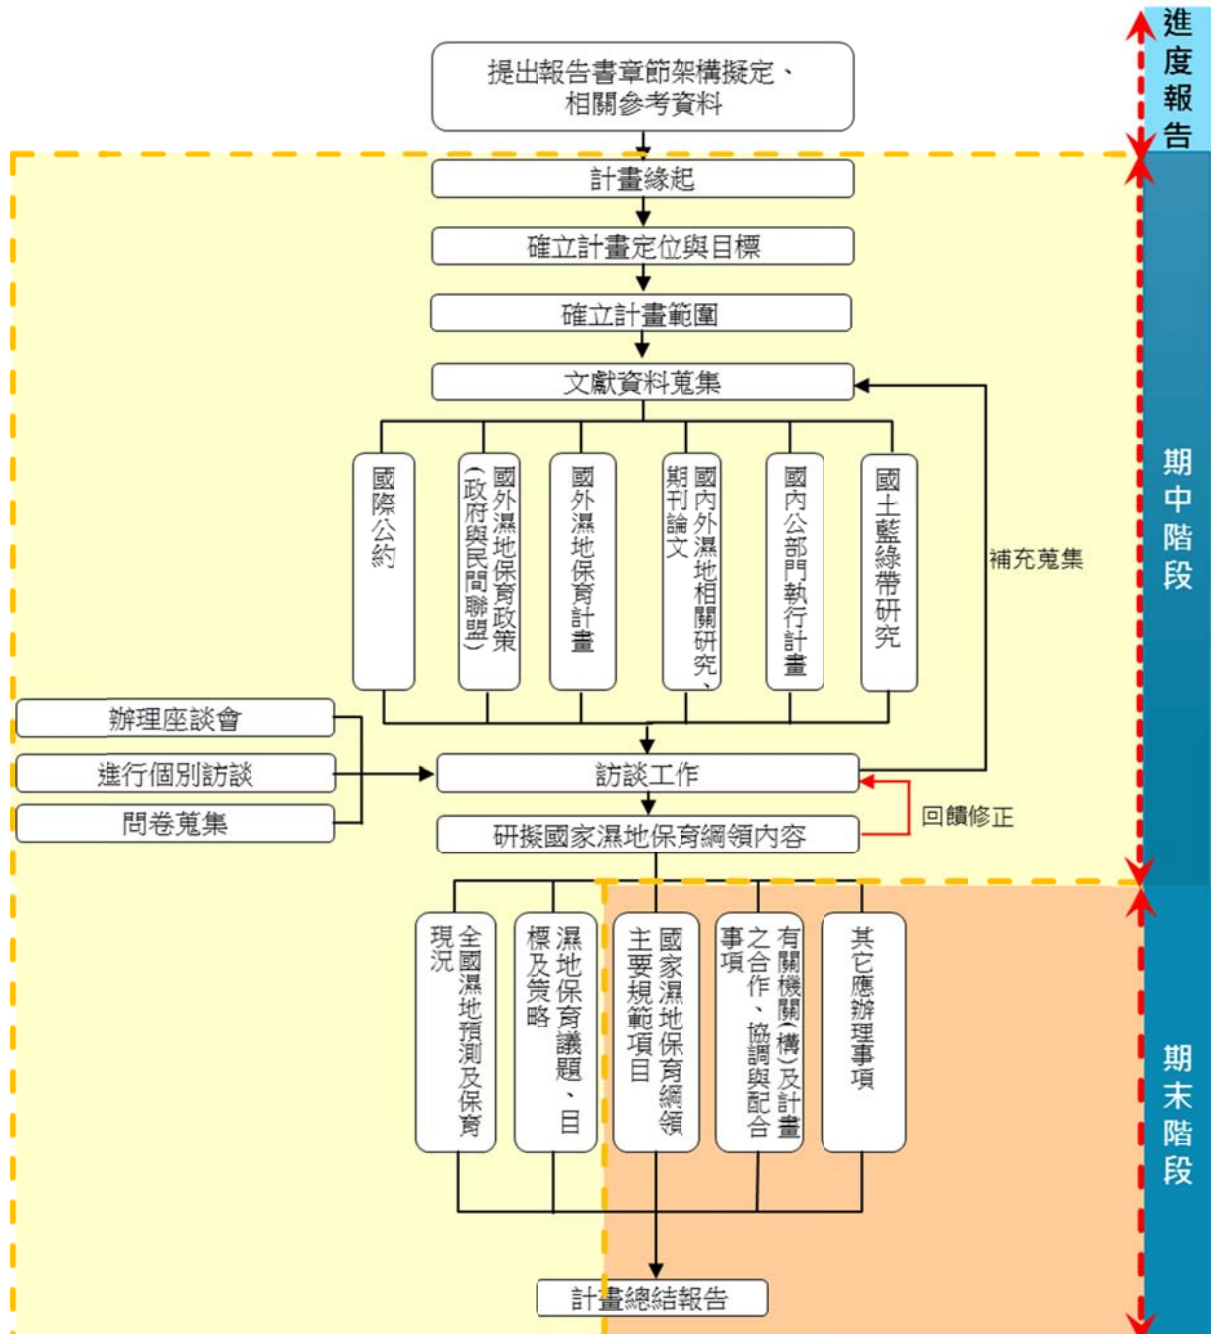 進度報告
提出報告書章節架構擬定、
相關參考資料
計畫緣起
確立計畫定位與目標
確立計畫範圍
文獻資料蒐集
國際公約
國外濕地保育政策
(政府與民間聯盟)
國外濕地保育計畫
國內外濕地相關研究、
期刊論文
國內公部門執行計畫
國土藍綠帶研究
補充蒐集
期中階段
辦理座談會
進行個別訪談
問卷蒐集
訪談工作
回饋修正
研擬國家濕地保育綱領內容
全國濕地預測及保育
現況
濕地保育議題、目
標及策略
國家濕地保育綱領
主要規範項目
有關機關(構)及計畫
之合作、協調與配合
事項
其它應辦理事項
期末階段
計畫總結報告